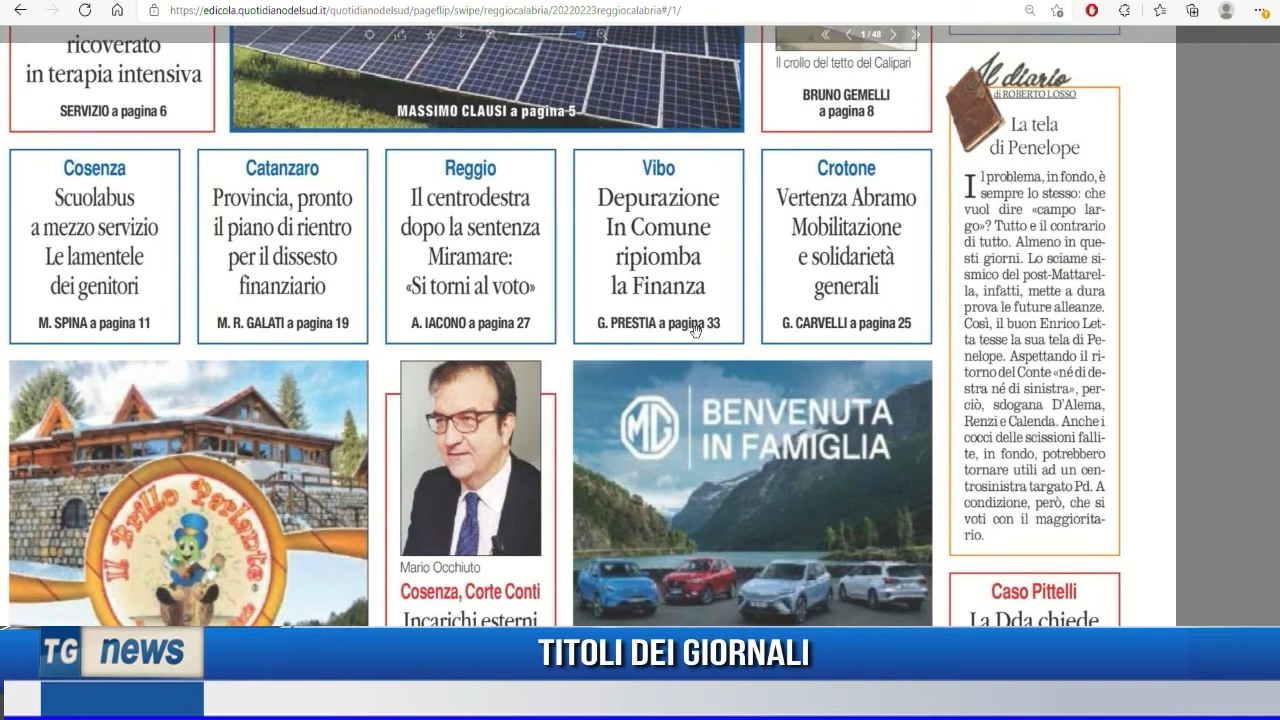 https://edicola.quotidianodelsud.it/quotidianodelsud/pageflip/swipe/reggiocalabria/20220223reggiocalabria#/1/
1 / 48
ricoverato
in terapia intensiva
SERVIZIO a pagina 6
MASSIMO CLAUSI a pagina 5
Il crollo del tetto del Calipari
BRUNO GEMELLI
a pagina 8
Cosenza
Scuolabus
a mezzo servizio
Le lamentele
dei genitori
M. SPINA a pagina 11
Catanzaro
Provincia, pronto
il piano di rientro
per il dissesto
finanziario
M. R. GALATI a pagina 19
Reggio
Il centrodestra
dopo la sentenza
Miramare:
«Si torni al voto»
A. IACONO a pagina 27
Vibo
Depurazione
In Comune
ripiomba
la Finanza
G. PRESTIA a pagina 33
Crotone
Vertenza Abramo
Mobilitazione
e solidarietà
generali
G. CARVELLI a pagina 25
Il diario
di ROBERTO LOSSO
La tela
di Penelope
Il problema, in fondo, è
sempre lo stesso: che
vuol dire «campo lar-
go»? Tutto e il contrario
di tutto. Almeno in que-
sti giorni. Lo sciame si-
smico del post-Mattarel-
la, infatti, mette a dura
prova le future alleanze.
Così, il buon Enrico Let-
ta tesse la sua tela di Pe-
nelope. Aspettando il ri-
torno del Conte «né di de-
stra né di sinistra», per-
ciò, sdogana D'Alema,
Renzi e Calenda. Anche i
cocci delle scissioni falli-
te, in fondo, potrebbero
tornare utili ad un cen-
trosinistra targato Pd. A
condizione, però, che si
voti con il maggiorita-
rio.
Il Brillo Parlante
Mario Occhiuto
Cosenza, Corte Conti
Incarichi esterni
MG
BENVENUTA
IN FAMIGLIA
Caso Pittelli
La Dda chiede
TG news
TITOLI DEI GIORNALI